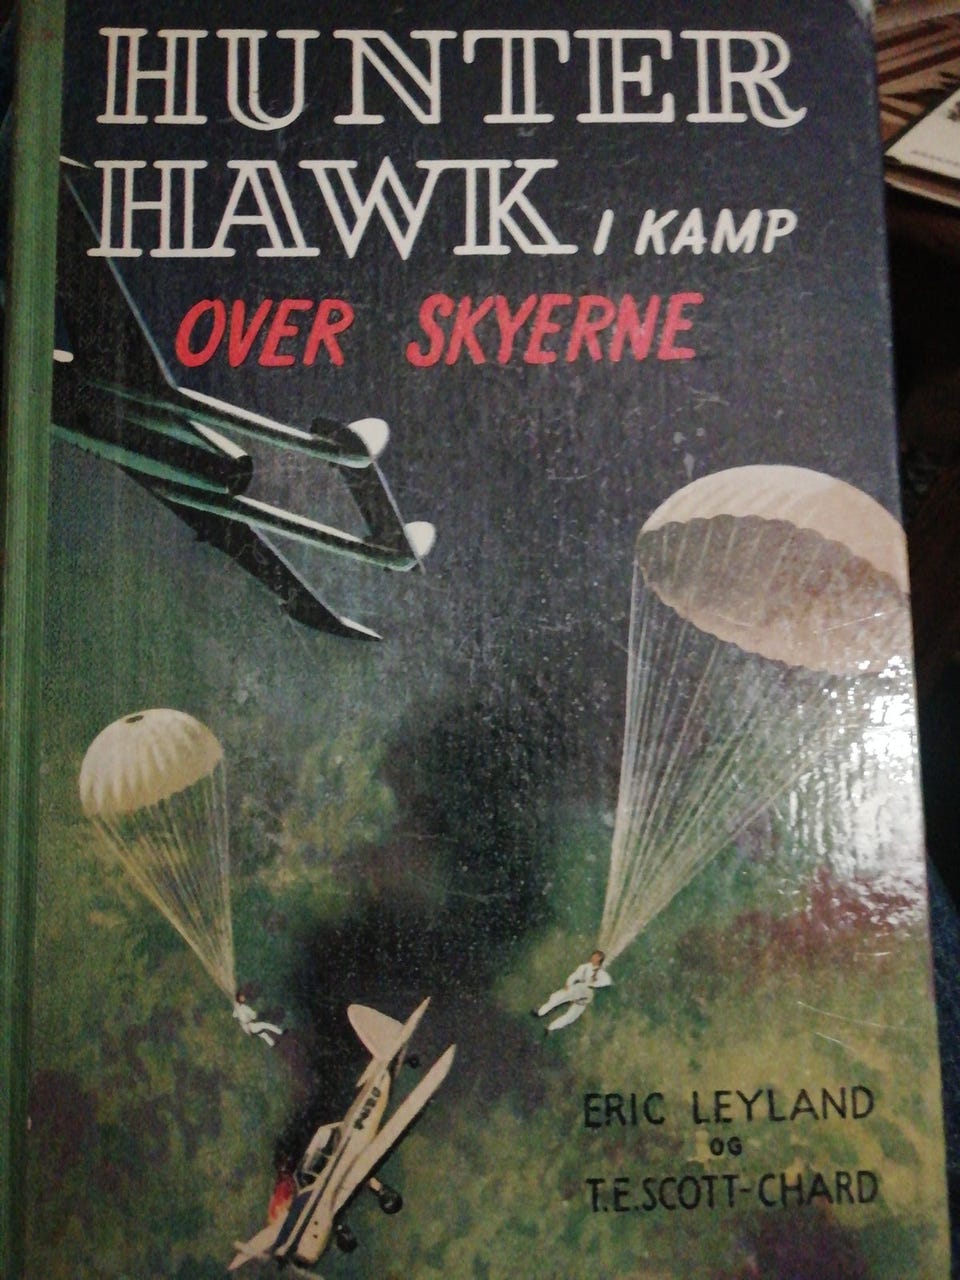 HUNTER
HAWK I KAMP
OVER SKYERNE
ERIC LEYLAND
OG
T.E.SCOTT-CHARD